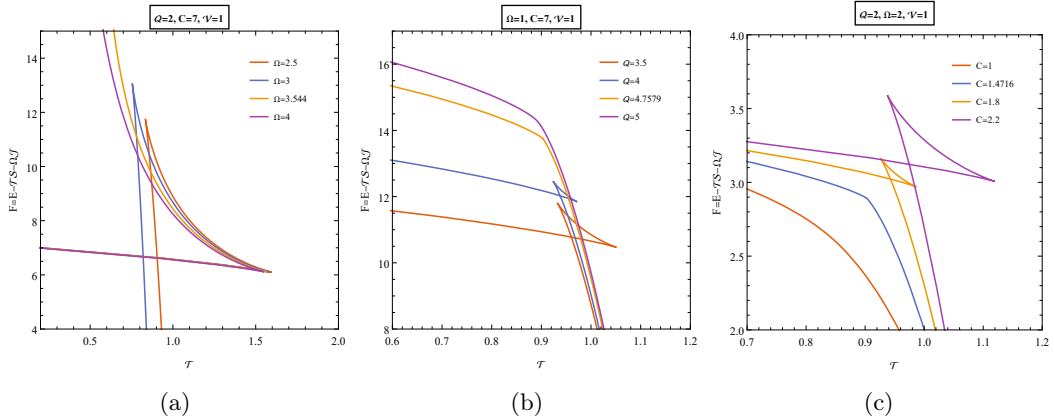 Q=2, C=7, 𝒱=1
F=E-𝒯S-Ω𝒥
14
12
10
8
6
4
0.5
1.0
1.5
2.0
𝒯
Ω=2.5
Ω=3
Ω=3.544
Ω=4
(a)
Ω=1, C=7, 𝒱=1
F=E-𝒯S-Ω𝒥
16
14
12
10
8
0.6
0.7
0.8
0.9
1.0
1.1
1.2
𝒯
Q=3.5
Q=4
Q=4.7579
Q=5
(b)
Q=2, Ω=2, 𝒱=1
F=E-𝒯S-Ω𝒥
4.0
3.5
3.0
2.5
2.0
0.7
0.8
0.9
1.0
1.1
1.2
𝒯
C=1
C=1.4716
C=1.8
C=2.2
(c)